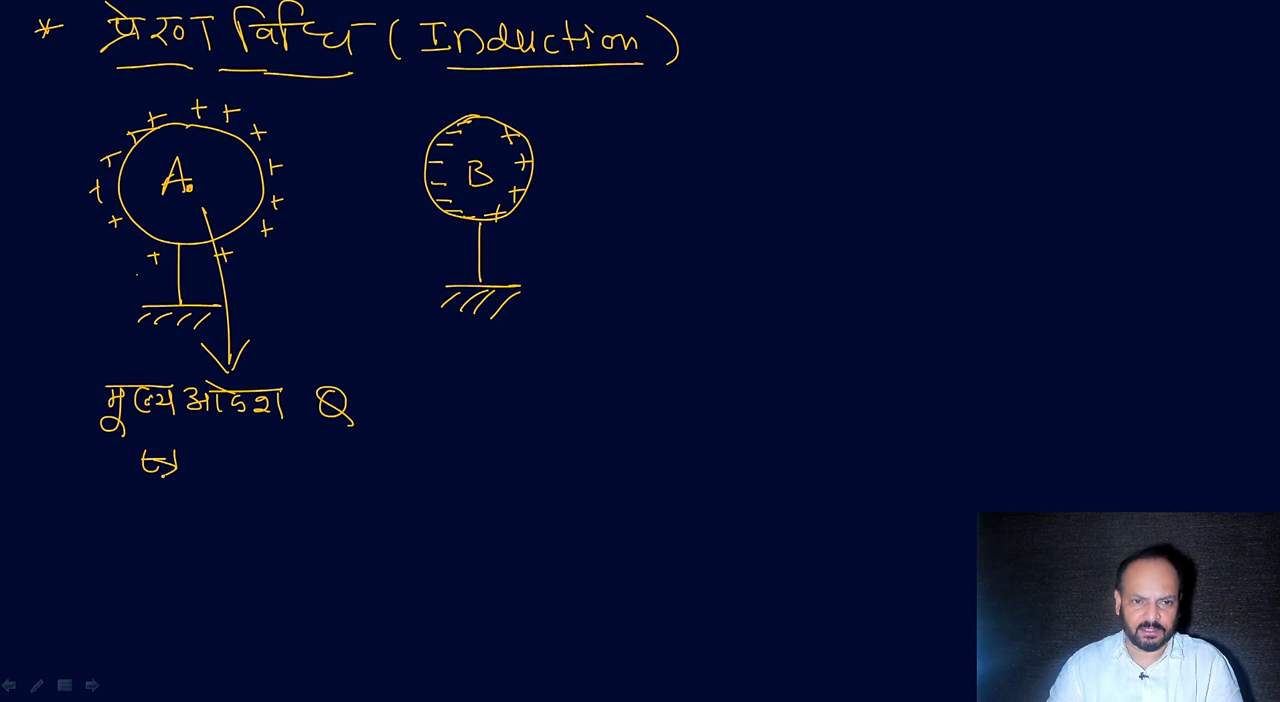 * प्रेरण विधि (Induction)
A
B
मूल्य आवेश Q